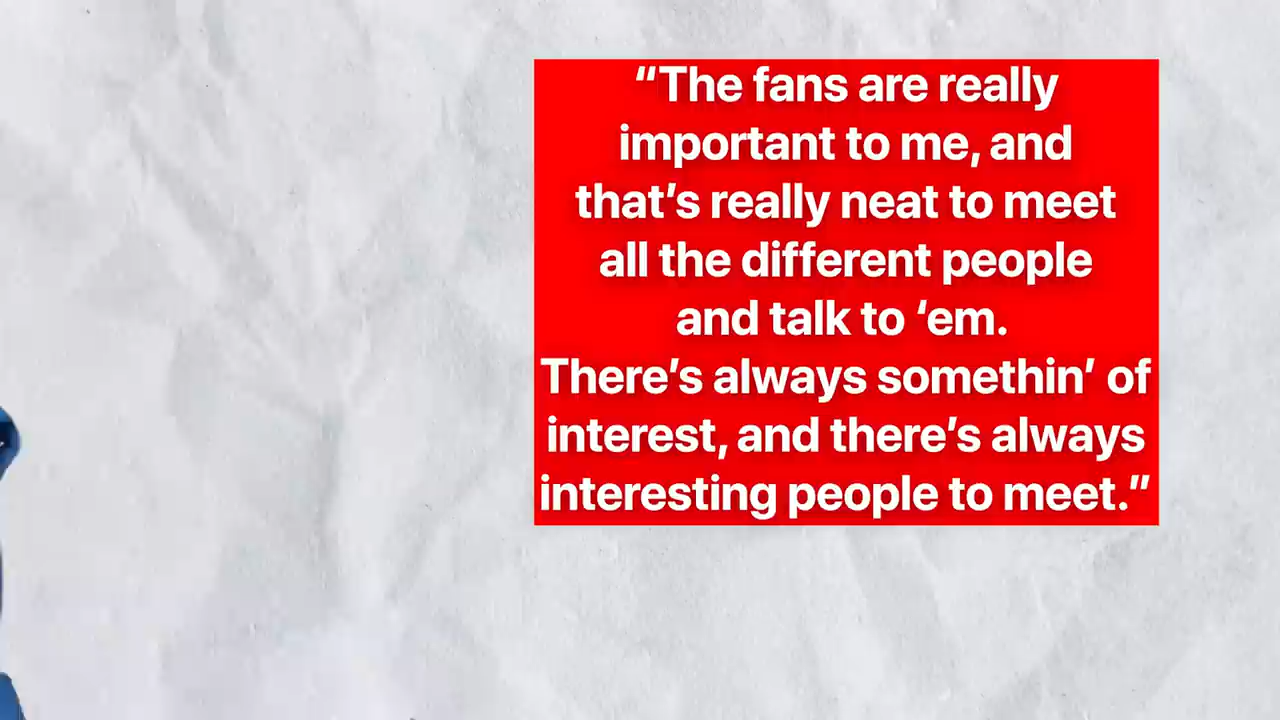 “The fans are really
important to me, and
that’s really neat to meet
all the different people
and talk to ‘em.
There’s always somethin’ of
interest, and there’s always
interesting people to meet.”